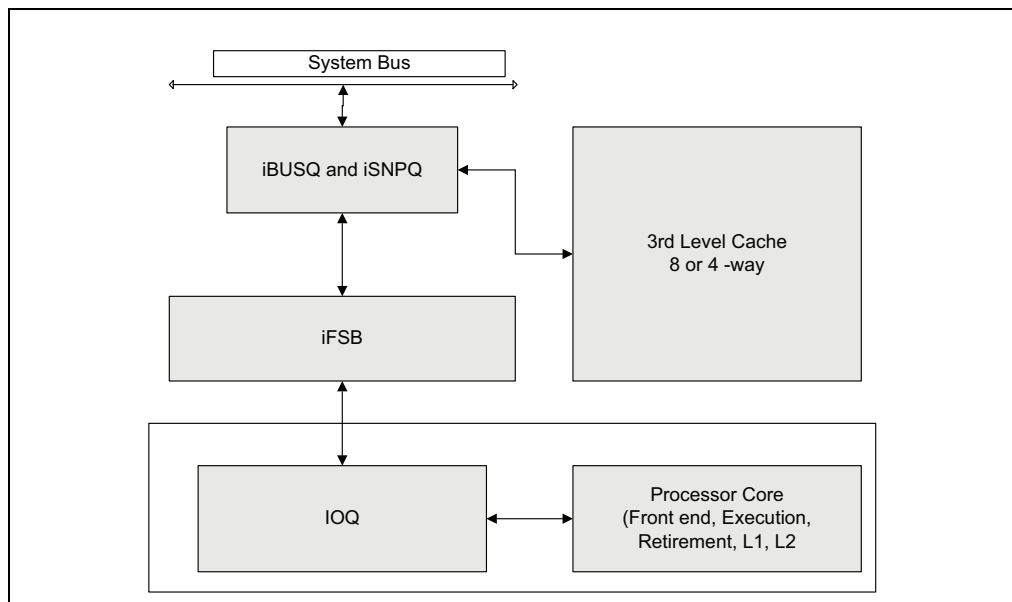 System Bus
iBUSQ and iSNPQ
3rd Level Cache
8 or 4 -way
iFSB
IOQ
Processor Core
(Front end, Execution,
Retirement, L1, L2